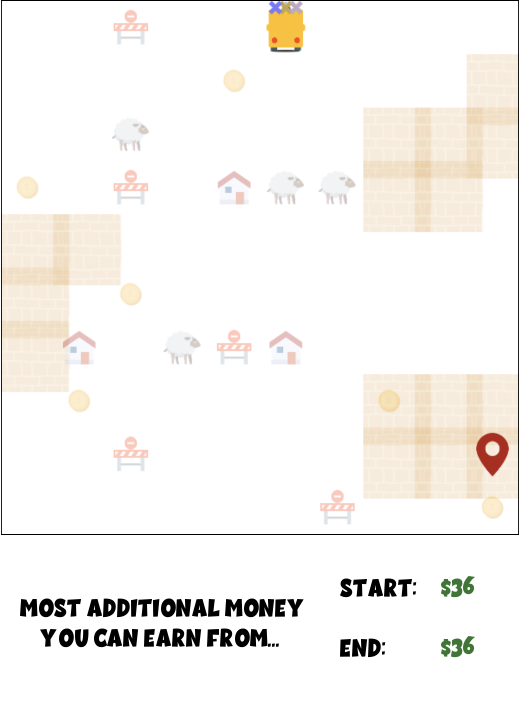 MOST ADDITIONAL MONEY
YOU CAN EARN FROM...
START: $36
END: $36